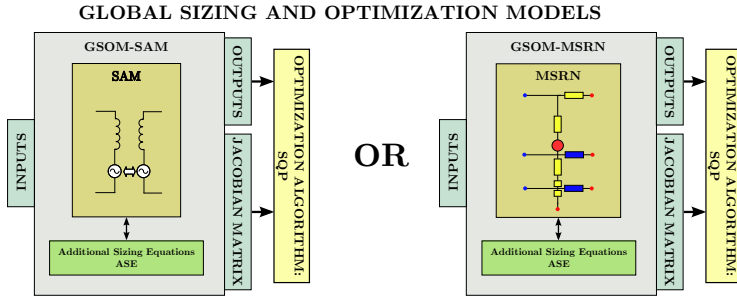 GLOBAL SIZING AND OPTIMIZATION MODELS
GSOM-SAM
SAM
INPUTS
OUTPUTS
JACOBIAN MATRIX
OPTIMIZATION ALGORITHM:
SQP
Additional Sizing Equations
ASE
OR
GSOM-MSRN
MSRN
INPUTS
OUTPUTS
JACOBIAN MATRIX
OPTIMIZATION ALGORITHM:
SQP
Additional Sizing Equations
ASE